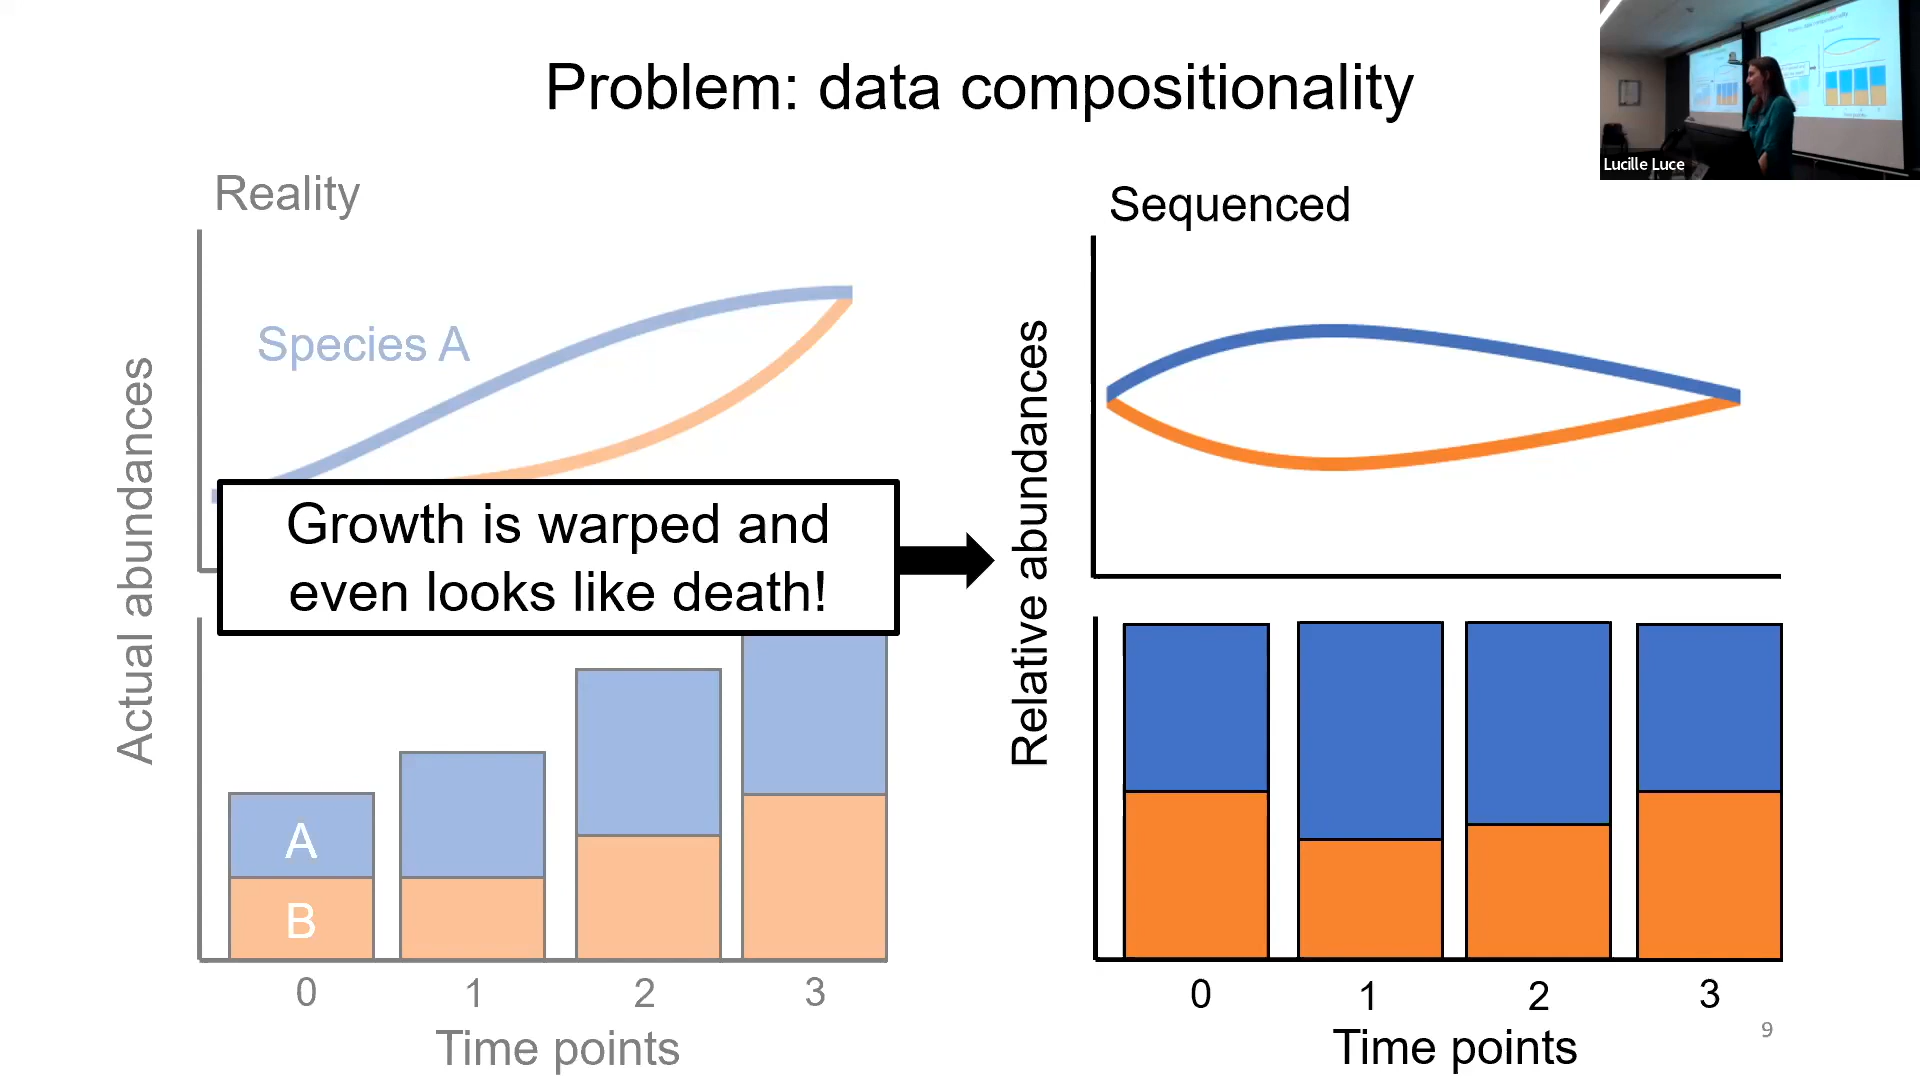 Problem: data compositionality
Lucille Luce
Reality
Species A
Actual abundances
Growth is warped and
even looks like death!
A
B
0 1 2 3
Time points
Sequenced
Relative abundances
0 1 2 3
Time points
9